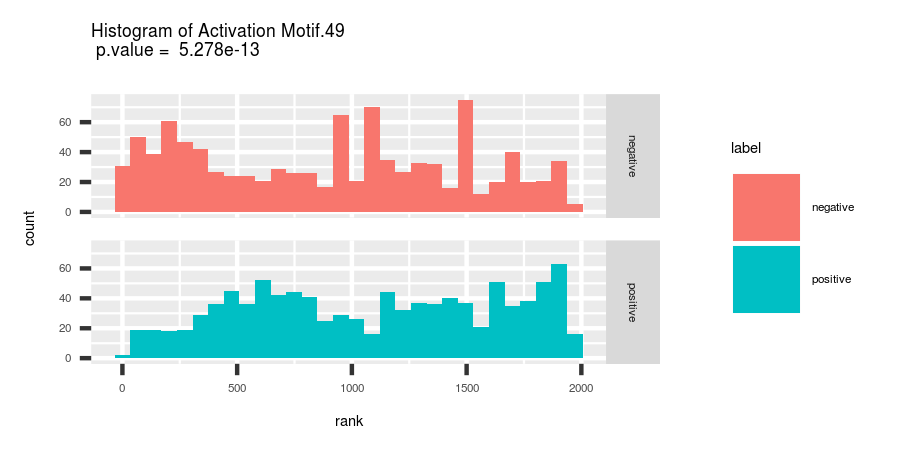 Histogram of Activation Motif.49
p.value = 5.278e-13
count
60
40
20
0
negative
60
40
20
0
positive
0 500 1000 1500 2000
rank
label
negative
positive